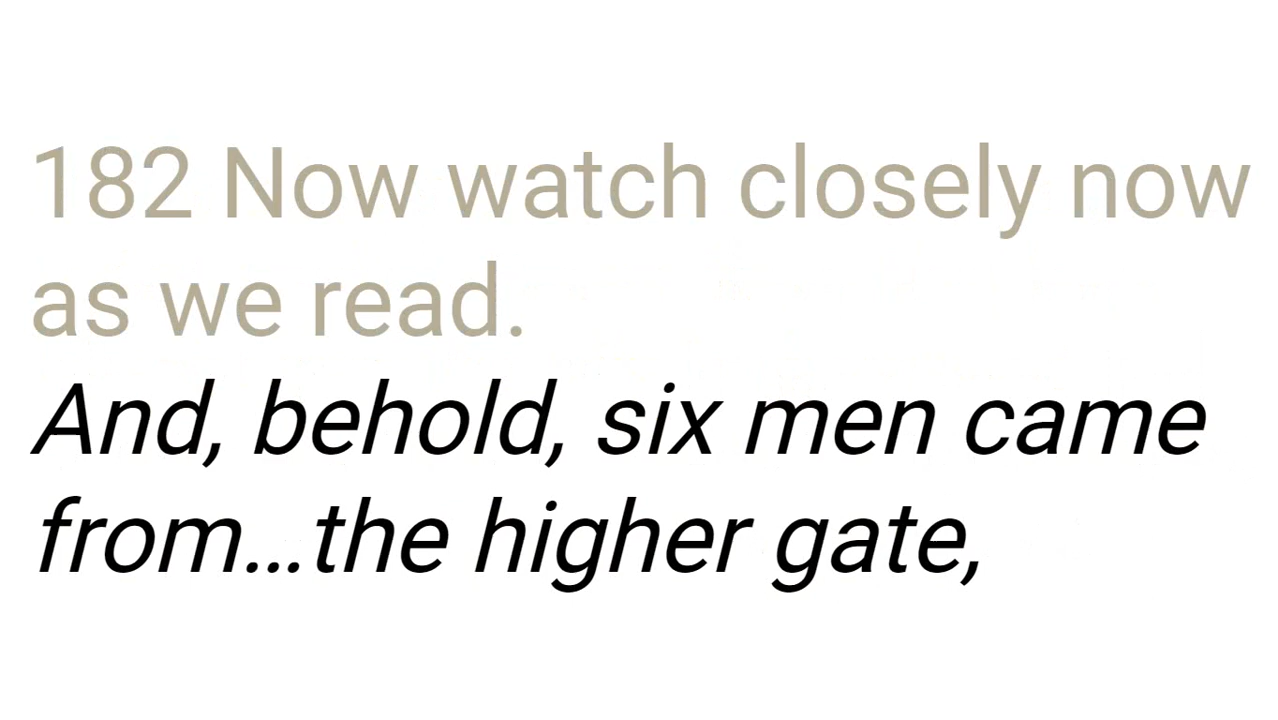 182 Now watch closely now
as we read.
And, behold, six men came
from...the higher gate,